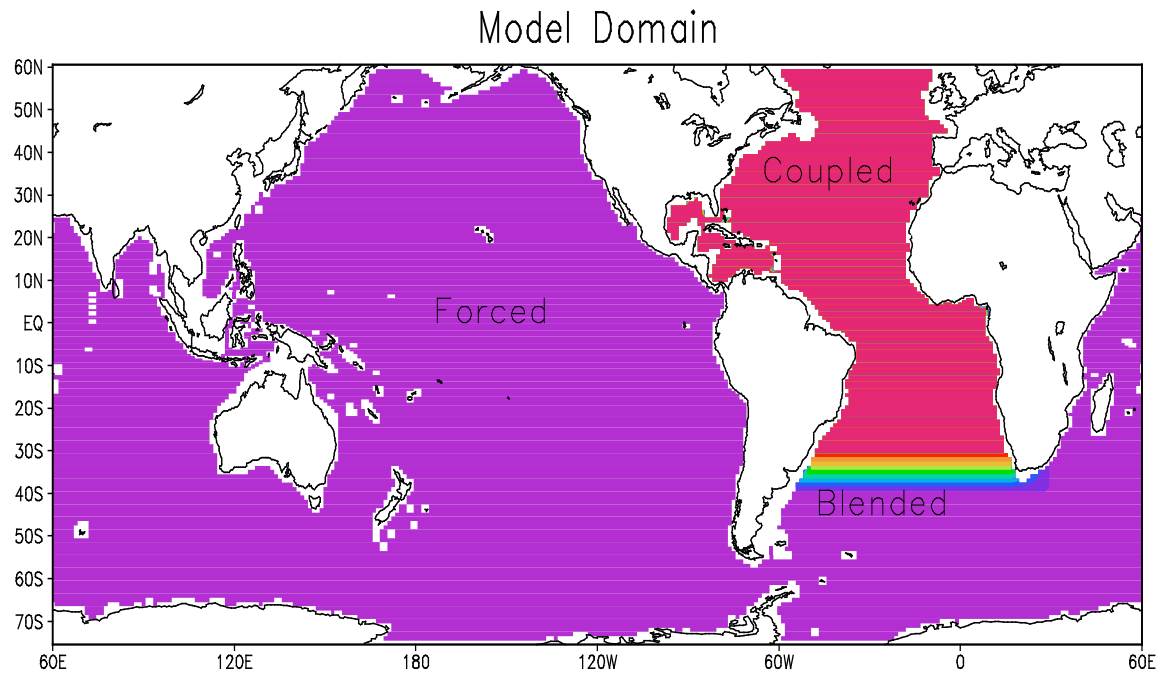 Model Domain
60N
50N
40N
30N
20N
10N
EQ
10S
20S
30S
40S
50S
60S
70S
Coupled
Forced
Blended
60E 120E 180 120W 60W 0 60E